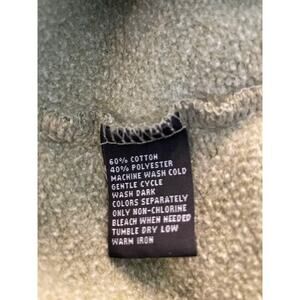 60% COTTON
40% POLYESTER
MACHINE WASH COLD
GENTLE CYCLE
WASH DARK
COLORS SEPARATELY
ONLY NON-CHLORINE
BLEACH WHEN NEEDED
TUMBLE DRY LOW
WARM IRON